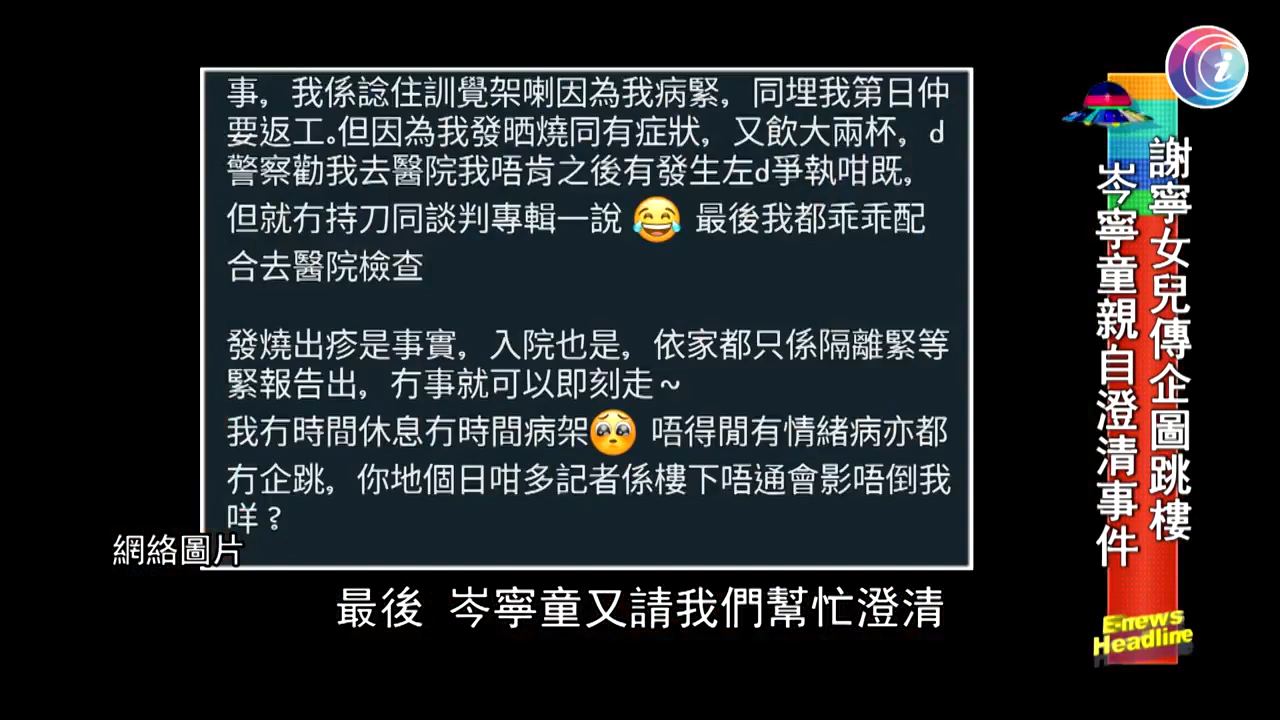 事，我係諗住訓覺架喇因為我病緊，同埋我第日仲
要返工。但因為我發晒燒同有症狀，又飲大兩杯，d
警察勸我去醫院我唔肯之後有發生左d爭執咁既，
但就冇持刀同談判專輯一說 😂 最後我都乖乖配
合去醫院檢查
發燒出疹是事實，入院也是，依家都只係隔離緊等
緊報告出，冇事就可以即刻走~
我冇時間休息冇時間病架🥺 唔得閒有情緒病亦都
冇企跳，你地個日咁多記者係樓下唔通會影唔倒我
咩？
網絡圖片
最後 岑寧童又請我們幫忙澄清
謝寧女兒傳企圖跳樓
岑寧童親自澄清事件
E-news
Headline
i